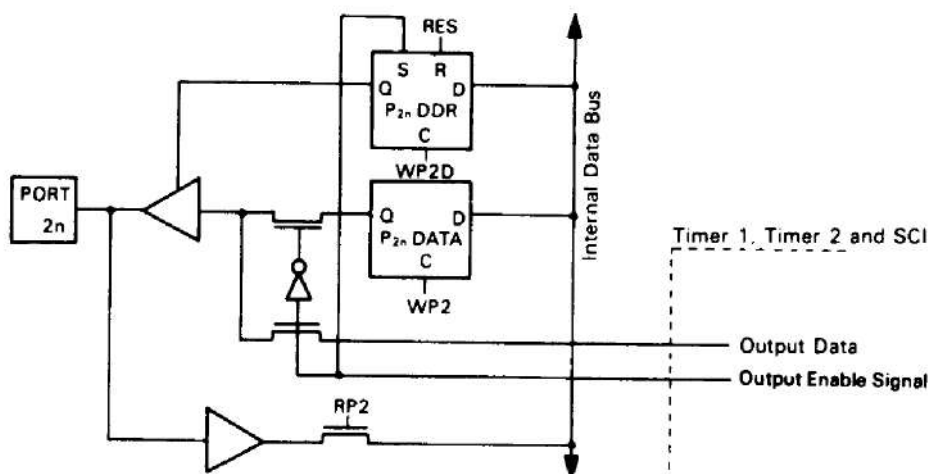 RES
S R
Q D
P2n DDR
C
WP2D
PORT
2n
Q D
P2n DATA
C
WP2
Internal Data Bus
Timer 1, Timer 2 and SCI
Output Data
Output Enable Signal
RP2